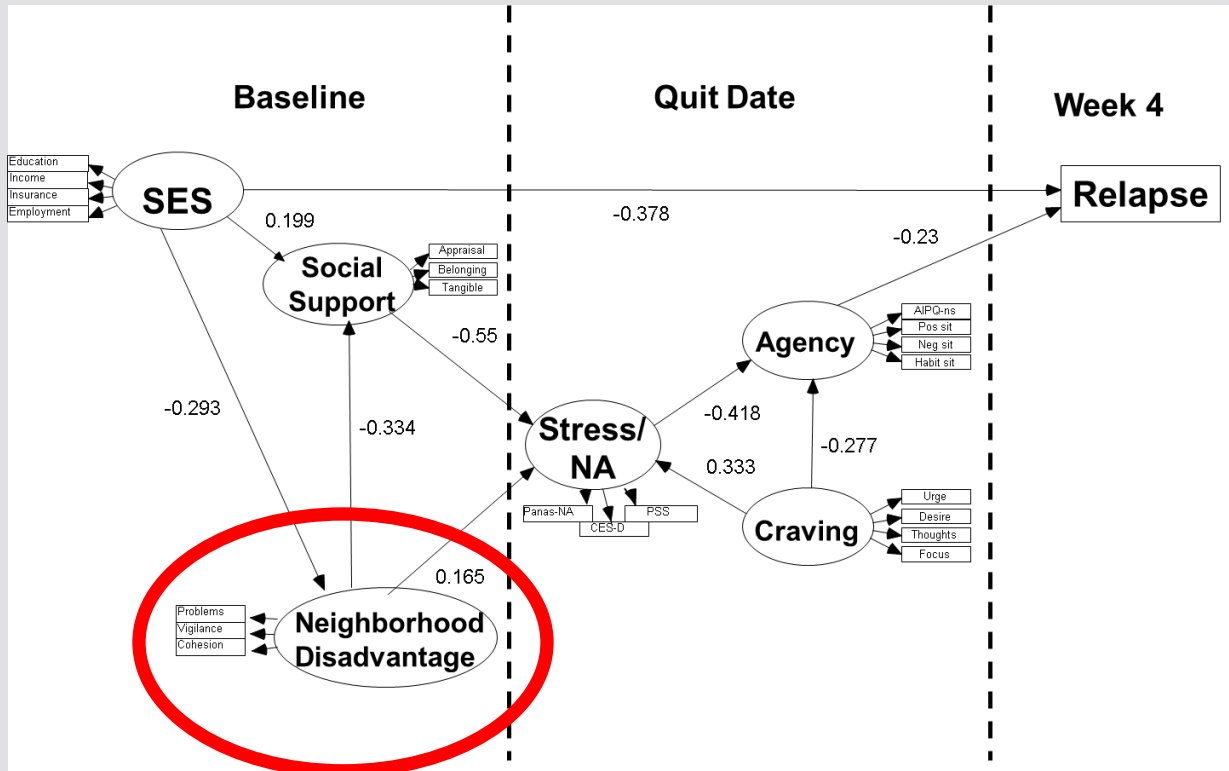 Baseline
Quit Date
Week 4
Education
Income
Insurance
Employment
SES
Relapse
0.199
-0.378
-0.23
Social
Support
Appraisal
Belonging
Tangible
-0.55
Agency
AIPQ-ns
Pos sit
Neg sit
Habit sit
-0.293
-0.334
Stress/
NA
-0.418
-0.277
0.333
Panas-NA
CES-D
PSS
Craving
Urge
Desire
Thoughts
Focus
0.165
Problems
Vigilance
Cohesion
Neighborhood
Disadvantage